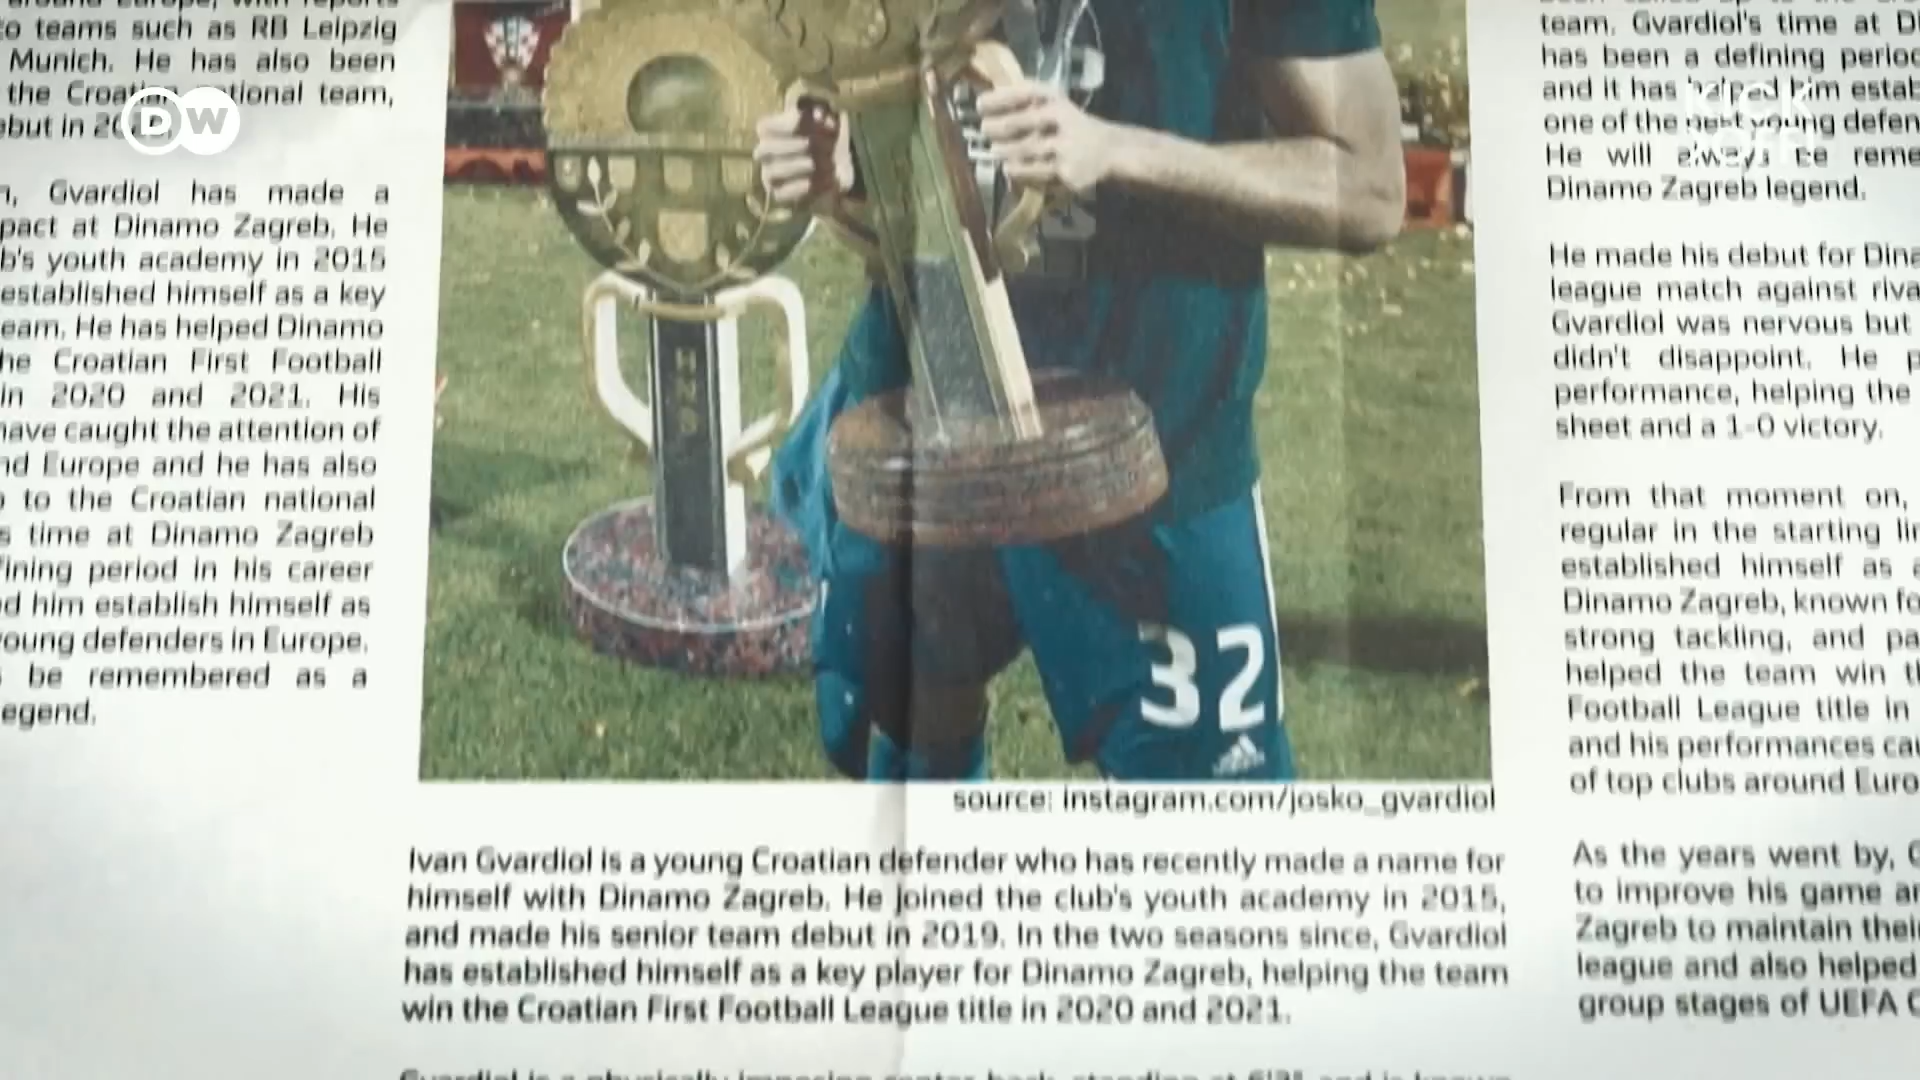 to teams such as RB Leipzig
Munich. He has also been
the Croatian national team,
DW
n, Gvardiol has made a
pact at Dinamo Zagreb. He
b's youth academy in 2015
established himself as a key
eam. He has helped Dinamo
he Croatian First Football
in 2020 and 2021. His
have caught the attention of
nd Europe and he has also
to the Croatian national
s time at Dinamo Zagreb
fining period in his career
d him establish himself as
young defenders in Europe.
be remembered as a
egend.
HNS
32
source: instagram.com/josko_gvardiol
Ivan Gvardiol is a young Croatian defender who has recently made a name for
himself with Dinamo Zagreb. He joined the club's youth academy in 2015,
and made his senior team debut in 2019. In the two seasons since, Gvardiol
has established himself as a key player for Dinamo Zagreb, helping the team
win the Croatian First Football League title in 2020 and 2021.
team. Gvardiol's time at Di
has been a defining period
and it has helped him estab
one of the best young defen
He will always be reme
Dinamo Zagreb legend.
KICK
OFF
He made his debut for Dina
league match against riva
Gvardiol was nervous but
didn't disappoint. He p
performance, helping the
sheet and a 1-0 victory.
From that moment on,
regular in the starting lin
established himself as a
Dinamo Zagreb, known fo
strong tackling, and pa
helped the team win th
Football League title in
and his performances cau
of top clubs around Euro
As the years went by, G
to improve his game an
Zagreb to maintain their
league and also helped
group stages of UEFA C